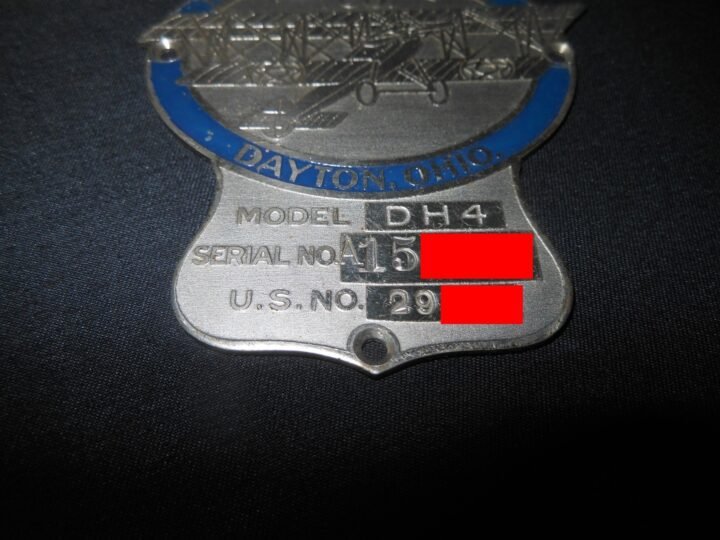 DAYTON, OHIO.
MODEL DH4
SERIAL NO. A15
U.S. NO. 29